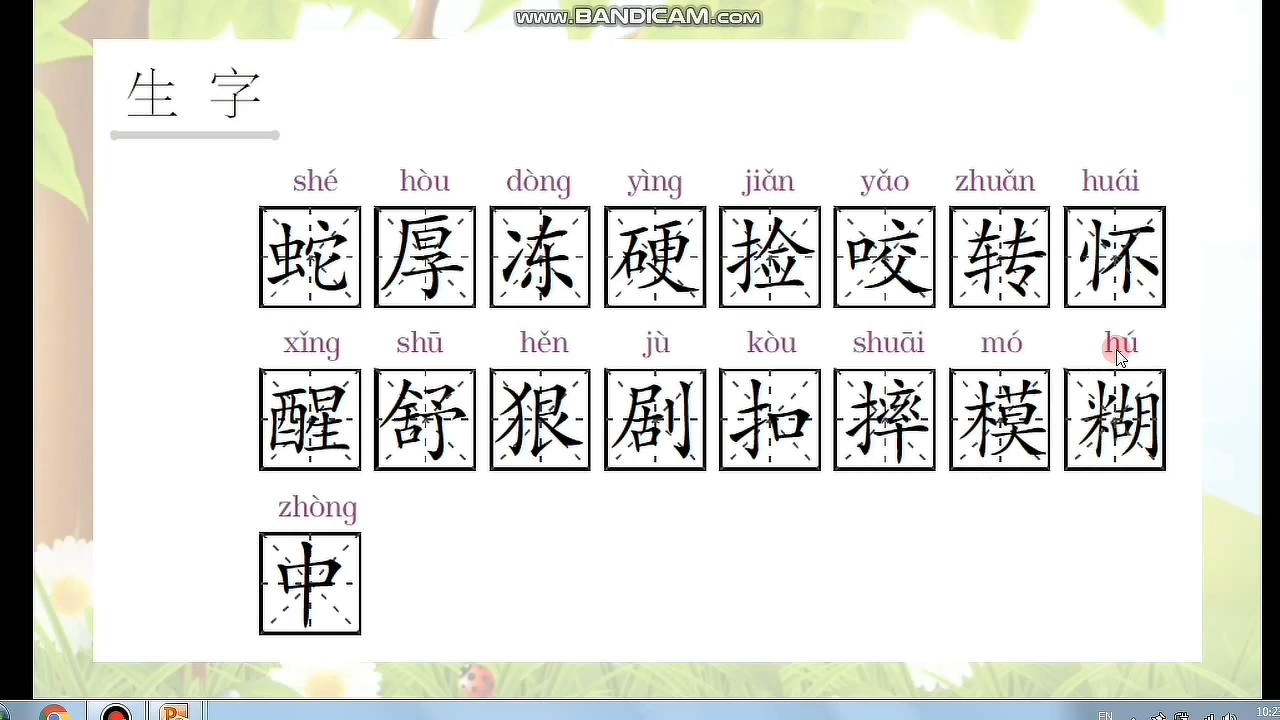 www.BANDICAM.com
生 字
shé hòu dòng yìng jiǎn yǎo zhuǎn huái
蛇 厚 冻 硬 捡 咬 转 怀
xǐng shū hěn jù kòu shuāi mó hú
醒 舒 狠 剧 扣 摔 模 糊
zhòng
中
EN